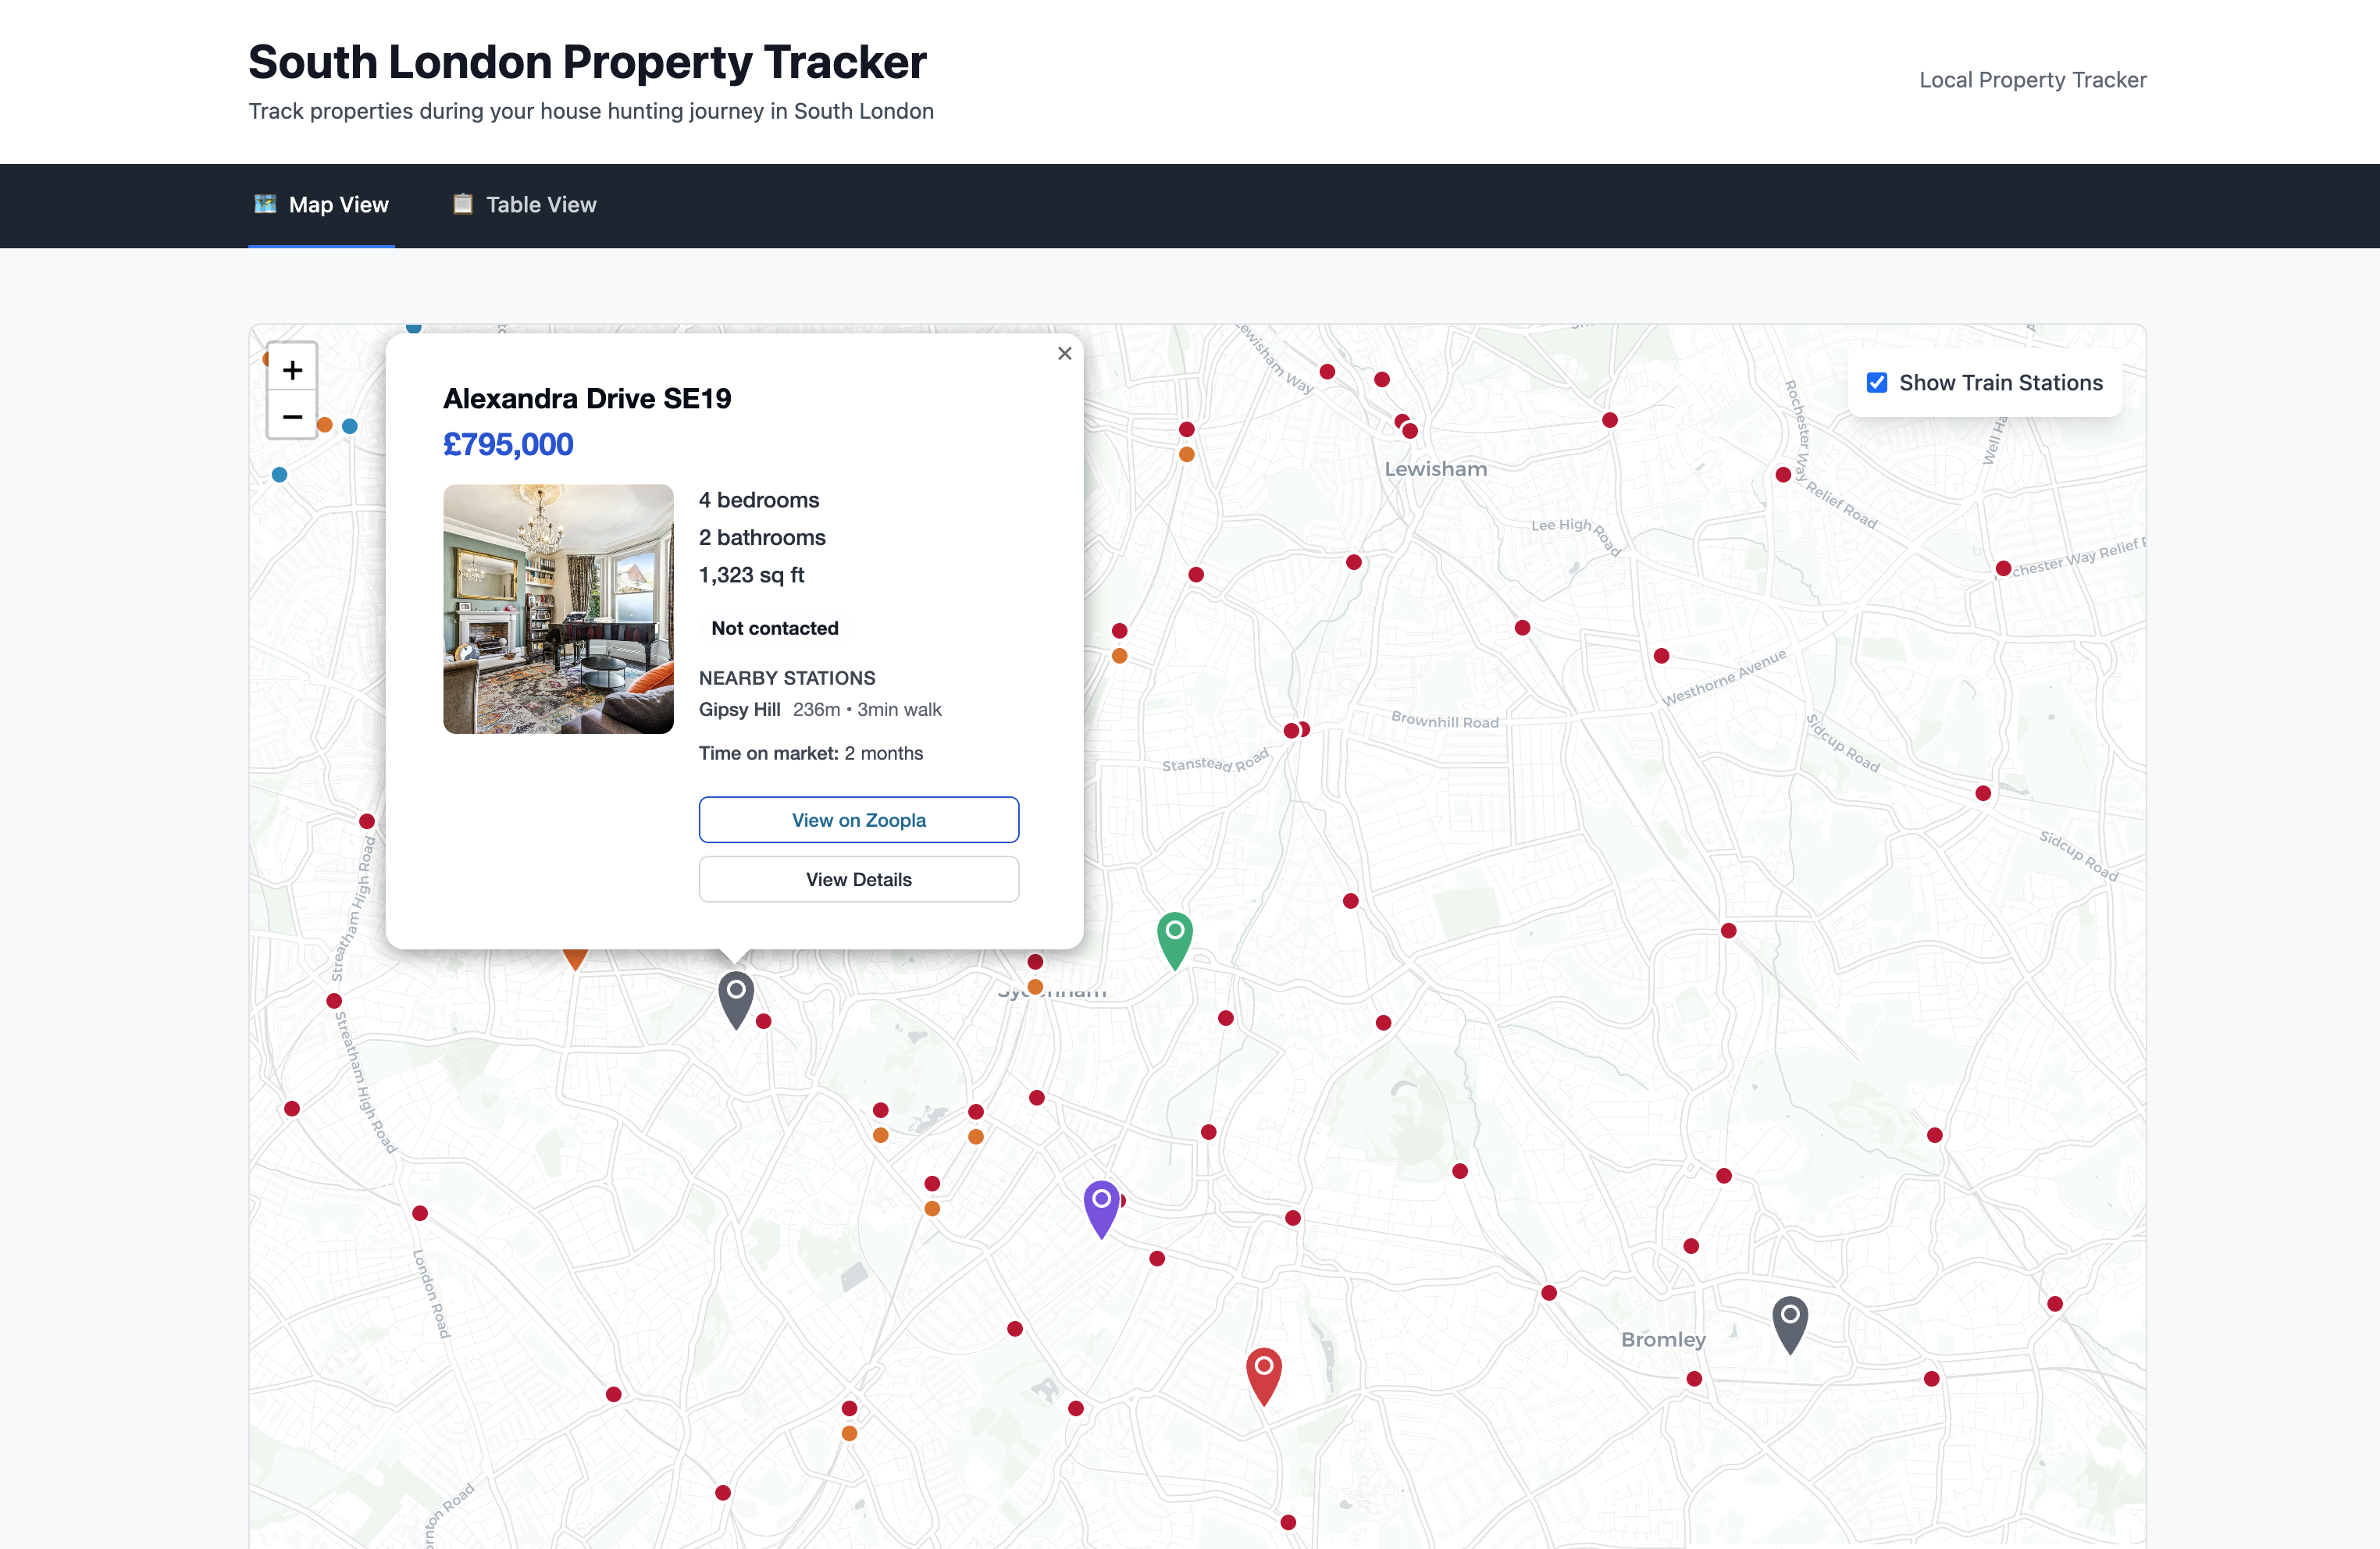 South London Property Tracker
Track properties during your house hunting journey in South London
Local Property Tracker
Map View
Table View
+
−
Show Train Stations
×
Alexandra Drive SE19
£795,000
4 bedrooms
2 bathrooms
1,323 sq ft
Not contacted
NEARBY STATIONS
Gipsy Hill 236m • 3min walk
Time on market: 2 months
View on Zoopla
View Details
Lewisham Way
Lewisham
Lee High Road
Rochester Way Relief Road
Well
Way Relief
Westhorne Avenue
Brownhill Road
Stanstead Road
Sidcup Road
Sidcup Road
Streatham High Road
Streatham High Road
Sydenham
London Road
Bromley
Road